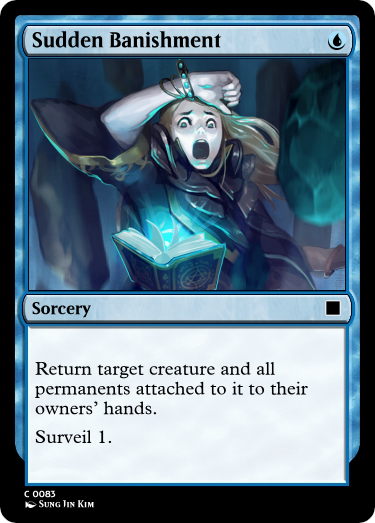 Sudden Banishment
Sorcery
Return target creature and all
permanents attached to it to their
owners' hands.
Surveil 1.
C 0083
Sung Jin Kim